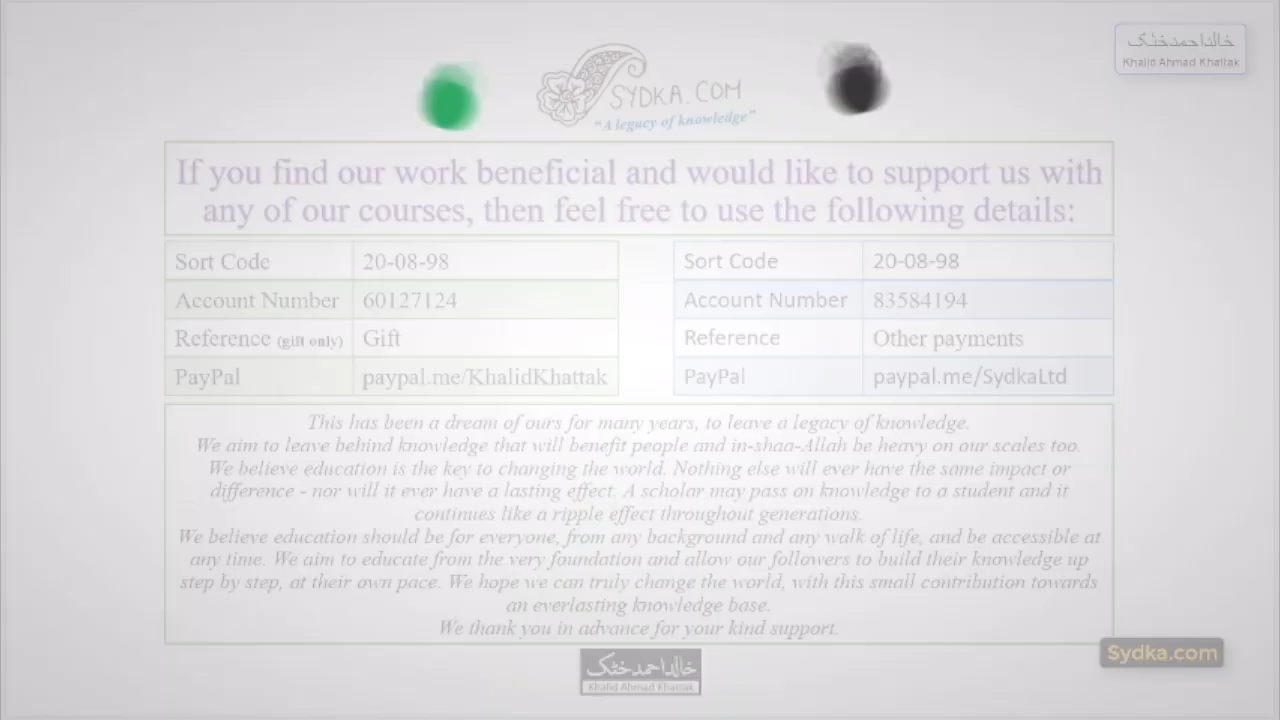 خالداحمدخٹک
Khalid Ahmad Khattak
SYDKA.COM
“A legacy of knowledge”
If you find our work beneficial and would like to support us with
any of our courses, then feel free to use the following details:
Sort Code 20-08-98
Account Number 60127124
Reference (gift only) Gift
PayPal paypal.me/KhalidKhattak
Sort Code 20-08-98
Account Number 83584194
Reference Other payments
PayPal paypal.me/SydkaLtd
This has been a dream of ours for many years, to leave a legacy of knowledge.
We aim to leave behind knowledge that will benefit people and in-shaa-Allah be heavy on our scales too.
We believe education is the key to changing the world. Nothing else will ever have the same impact or
difference - nor will it ever have a lasting effect. A scholar may pass on knowledge to a student and it
continues like a ripple effect throughout generations.
We believe education should be for everyone, from any background and any walk of life, and be accessible at
any time. We aim to educate from the very foundation and allow our followers to build their knowledge up
step by step, at their own pace. We hope we can truly change the world, with this small contribution towards
an everlasting knowledge base.
We thank you in advance for your kind support.
Sydka.com
خالداحمدخٹک
Khalid Ahmad Khattak